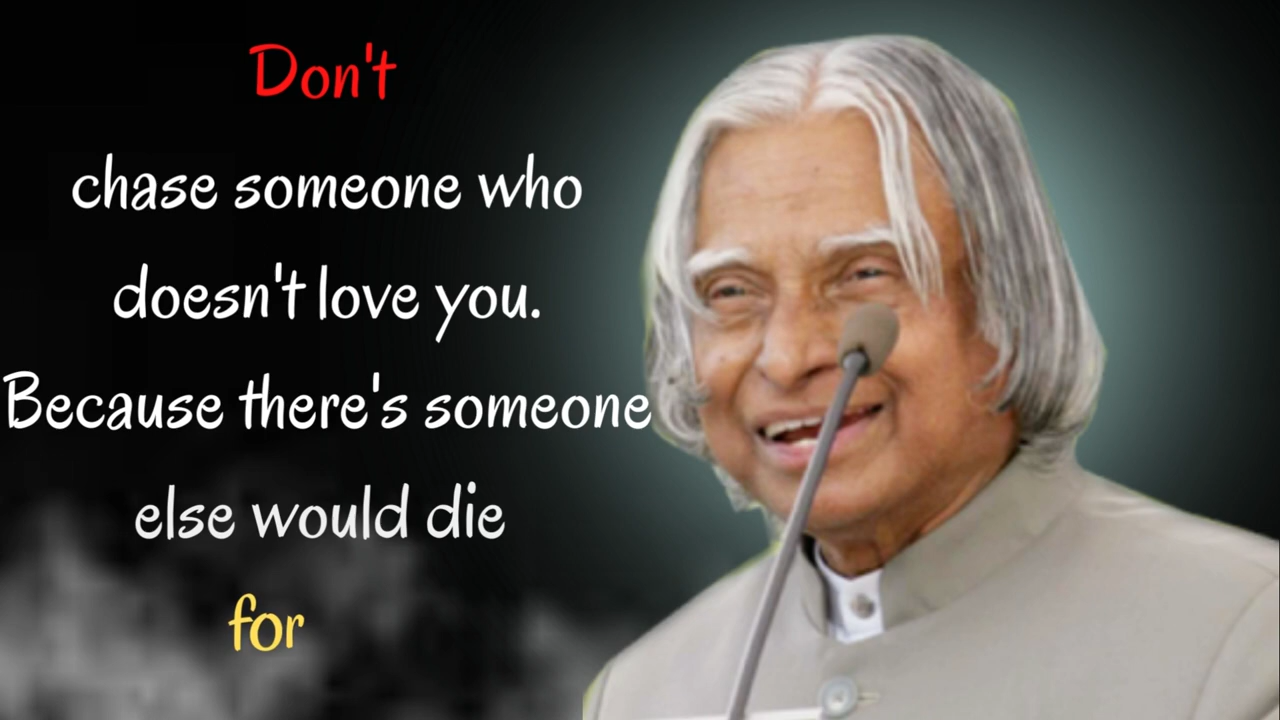 Don't
chase someone who
doesn't love you.
Because there's someone
else would die
for